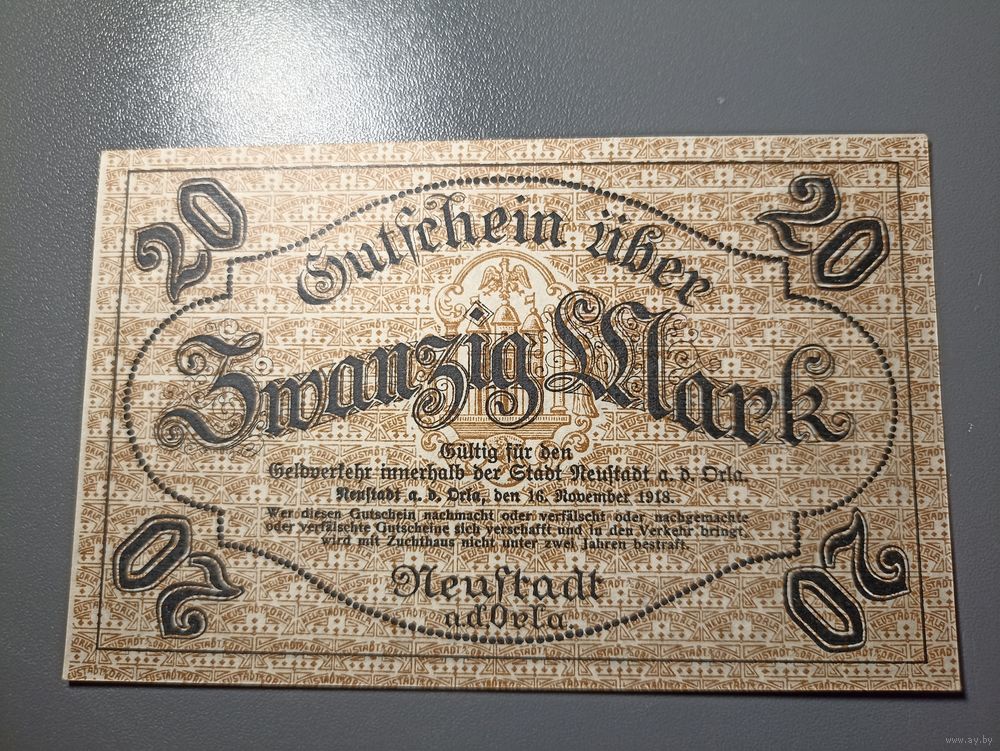 20
20
Gutschein über
Zwanzig Mark
Gültig für den
Geldverkehr innerhalb der Stadt Neustadt a. d. Orla.
Neustadt a. d. Orla, den 16. November 1918.
Wer diesen Gutschein nachmacht oder verfälscht oder nachgemachte
oder verfälschte Gutscheine sich verschafft und in den Verkehr bringt,
wird mit Zuchthaus nicht unter zwei Jahren bestraft.
Neustadt
a.d.Orla
20
20
www.ay.by